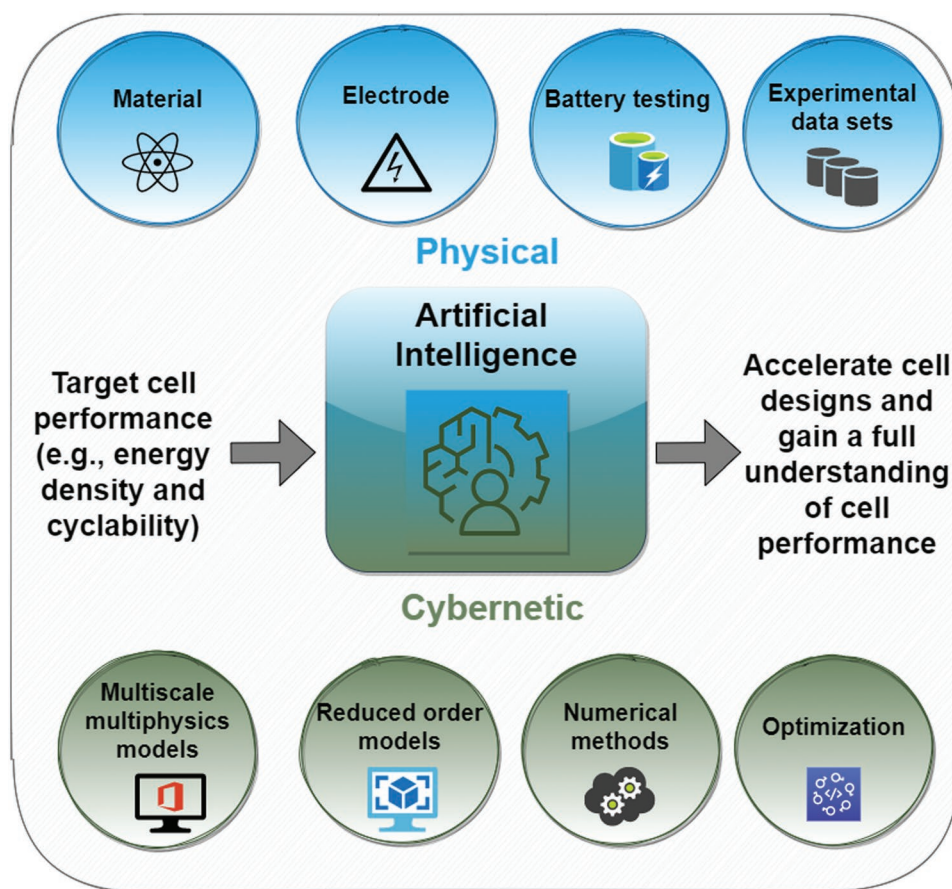 Material
Electrode
Battery testing
Experimental
data sets
Physical
Target cell
performance
(e.g., energy
density and
cyclability)
Artificial
Intelligence
Accelerate cell
designs and
gain a full
understanding
of cell
performance
Cybernetic
Multiscale
multiphysics
models
Reduced order
models
Numerical
methods
Optimization